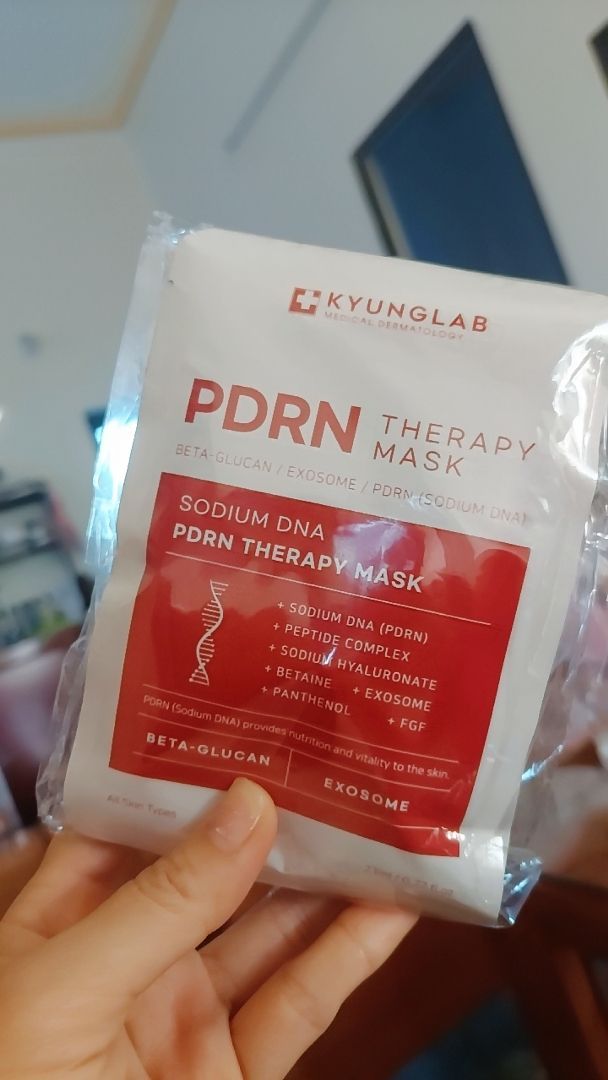 KYUNGLAB
MEDICAL DERMATOLOGY
PDRN THERAPY MASK
BETA-GLUCAN / EXOSOME / PDRN (SODIUM DNA)
SODIUM DNA
PDRN THERAPY MASK
+ SODIUM DNA (PDRN)
+ PEPTIDE COMPLEX
+ SODIUM HYALURONATE
+ BETAINE + EXOSOME
+ PANTHENOL + FGF
PDRN (Sodium DNA) provides nutrition and vitality to the skin.
BETA-GLUCAN EXOSOME
All Skin Types